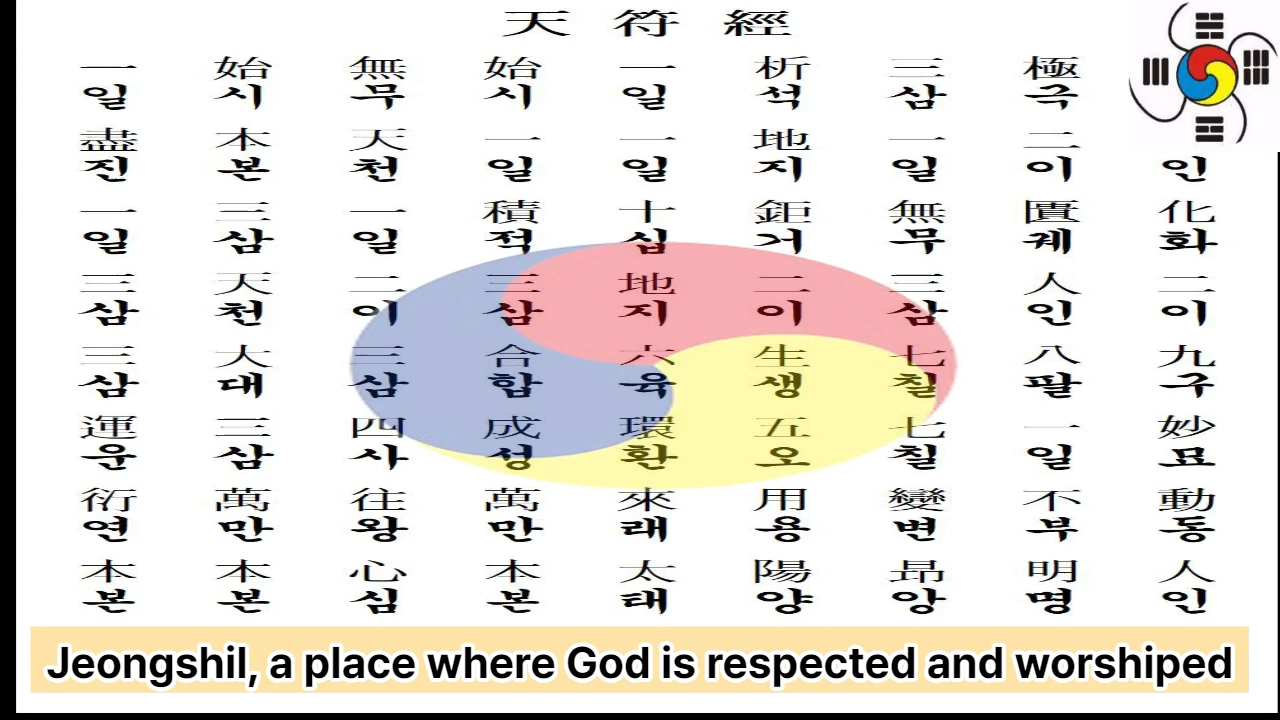 天 符 經
一 始 無 始 一 析 三 極
일 시 무 시 일 석 삼 극
盡 本 天 一 一 地 一 二
진 본 천 일 일 지 일 이 인
一 三 一 積 十 鉅 無 匱 化
일 삼 일 적 십 거 무 궤 화
三 天 二 三 地 二 三 人 二
삼 천 이 삼 지 이 삼 인 이
三 大 三 合 六 生 七 八 九
삼 대 삼 합 육 생 칠 팔 구
運 三 四 成 環 五 七 一 妙
운 삼 사 성 환 오 칠 일 묘
衍 萬 往 萬 來 用 變 不 動
연 만 왕 만 래 용 변 부 동
本 本 心 本 太 陽 昂 明 人
본 본 심 본 태 양 앙 명 인
Jeongshil, a place where God is respected and worshiped